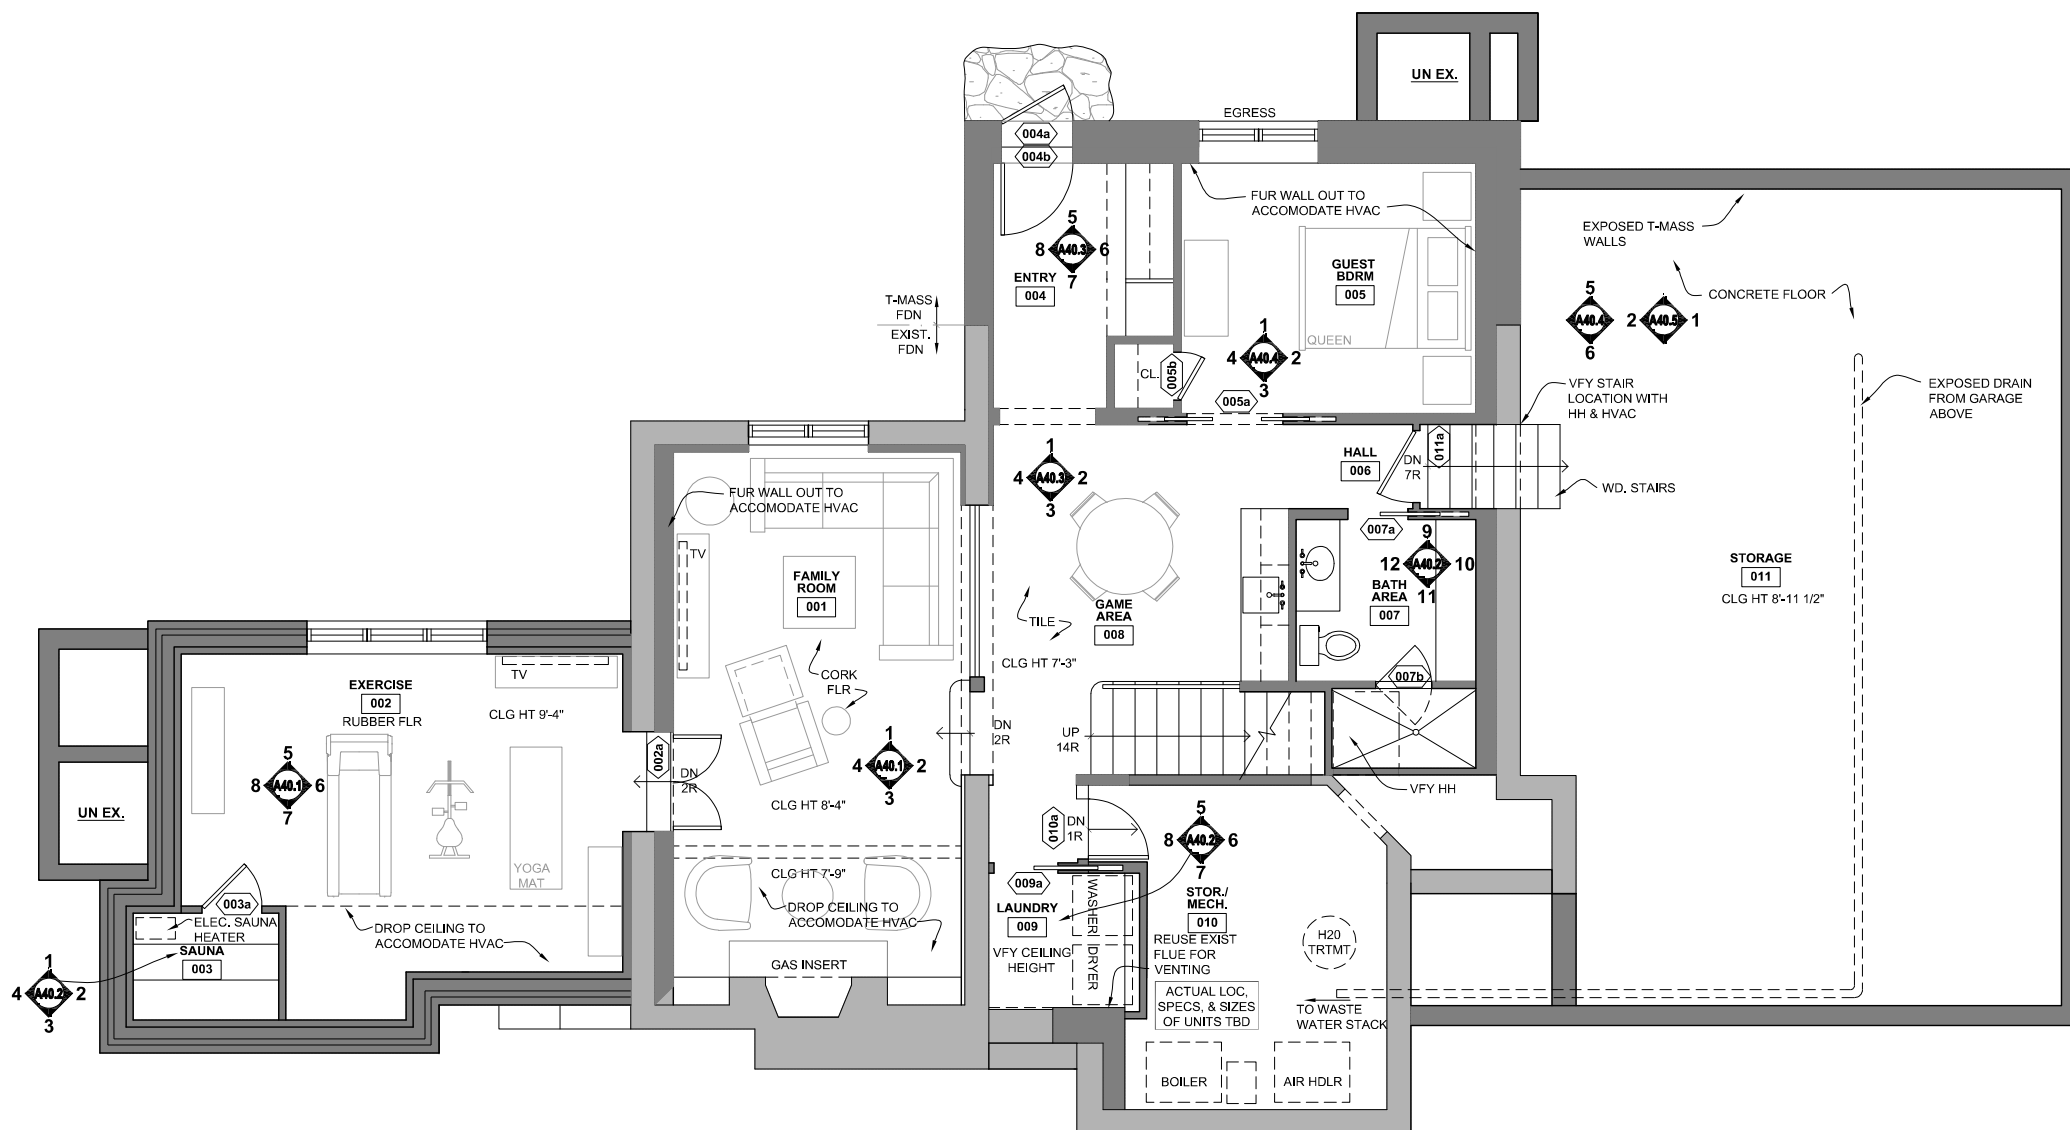 UN EX.
EGRESS
004a
004b
FUR WALL OUT TO
ACCOMODATE HVAC
EXPOSED T-MASS
WALLS
5
8 A40.3 6
7
ENTRY
004
GUEST
BDRM
005
QUEEN
T-MASS
FDN
EXIST.
FDN
CONCRETE FLOOR
5
A40.4
6
2 A40.5 1
1
4 A40.4 2
3
CL.
005b
005a
VFY STAIR
LOCATION WITH
HH & HVAC
EXPOSED DRAIN
FROM GARAGE
ABOVE
1
4 A40.3 2
3
HALL
006
DN
7R
011a
WD. STAIRS
FUR WALL OUT TO
ACCOMODATE HVAC
TV
FAMILY
ROOM
001
CORK
FLR
TILE
GAME
AREA
008
CLG HT 7'-3"
007a
9
12 A40.2 10
11
BATH
AREA
007
007b
STORAGE
011
CLG HT 8'-11 1/2"
EXERCISE
002
RUBBER FLR
TV
CLG HT 9'-4"
002a
DN
2R
DN
2R
UP
14R
VFY HH
1
4 A40.1 2
3
CLG HT 8'-4"
5
8 A40.1 6
7
UN EX.
YOGA
MAT
CLG HT 7'-9"
DROP CEILING TO
ACCOMODATE HVAC
GAS INSERT
010a
DN
1R
5
8 A40.2 6
7
009a
LAUNDRY
009
VFY CEILING
HEIGHT
WASHER
DRYER
STOR./
MECH.
010
REUSE EXIST
FLUE FOR
VENTING
ACTUAL LOC,
SPECS, & SIZES
OF UNITS TBD
H20
TRTMT
TO WASTE
WATER STACK
BOILER
AIR HDLR
003a
ELEC. SAUNA
HEATER
SAUNA
003
DROP CEILING TO
ACCOMODATE HVAC
1
4 A40.2 2
3